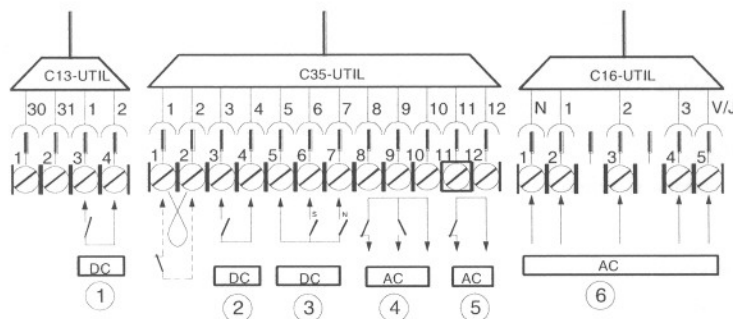 C13-UTIL C35-UTIL C16-UTIL
30 31 1 2 1 2 3 4 5 6 7 8 9 10 11 12 N 1 2 3 V/J
1 2 3 4 1 2 3 4 5 6 7 8 9 10 11 12 1 2 3 4 5
S N
DC DC DC AC AC AC
1 2 3 4 5 6